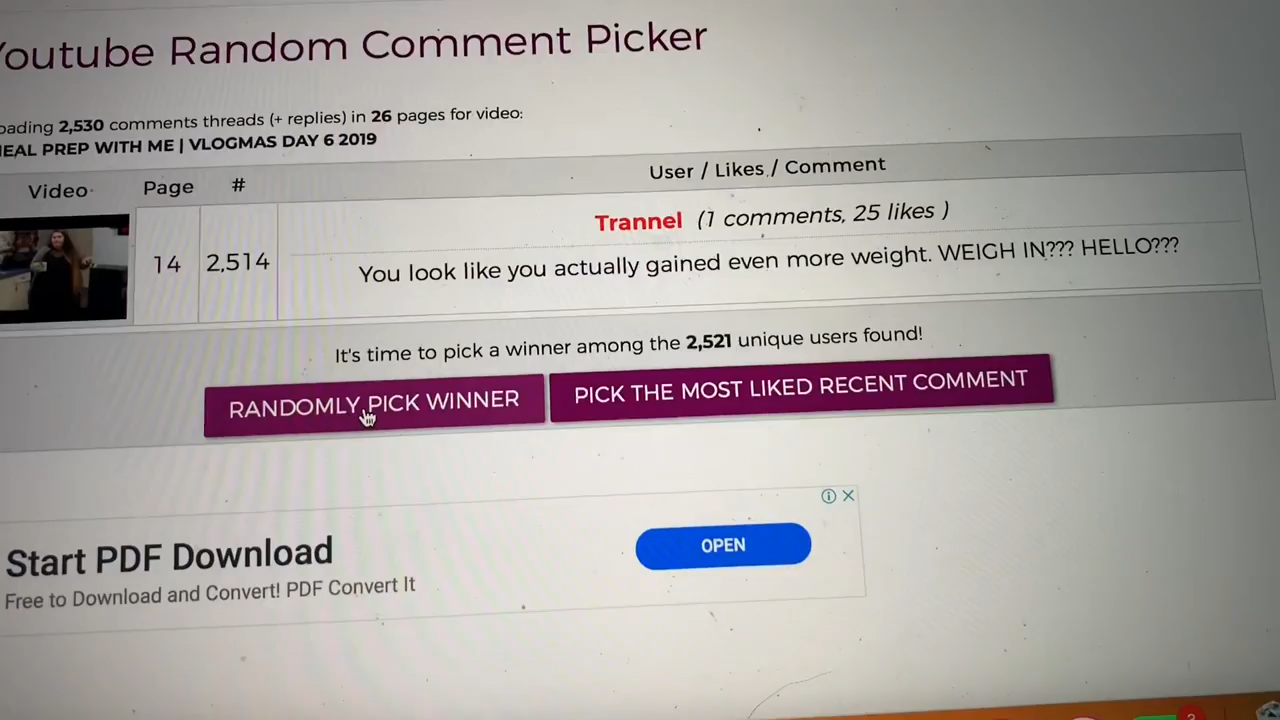 Youtube Random Comment Picker
oading 2,530 comments threads (+ replies) in 26 pages for video:
EAL PREP WITH ME | VLOGMAS DAY 6 2019
Video Page # User / Likes / Comment
Trannel (1 comments, 25 likes )
14 2,514 You look like you actually gained even more weight. WEIGH IN??? HELLO???
It's time to pick a winner among the 2,521 unique users found!
RANDOMLY PICK WINNER PICK THE MOST LIKED RECENT COMMENT
Start PDF Download
OPEN
Free to Download and Convert! PDF Convert It